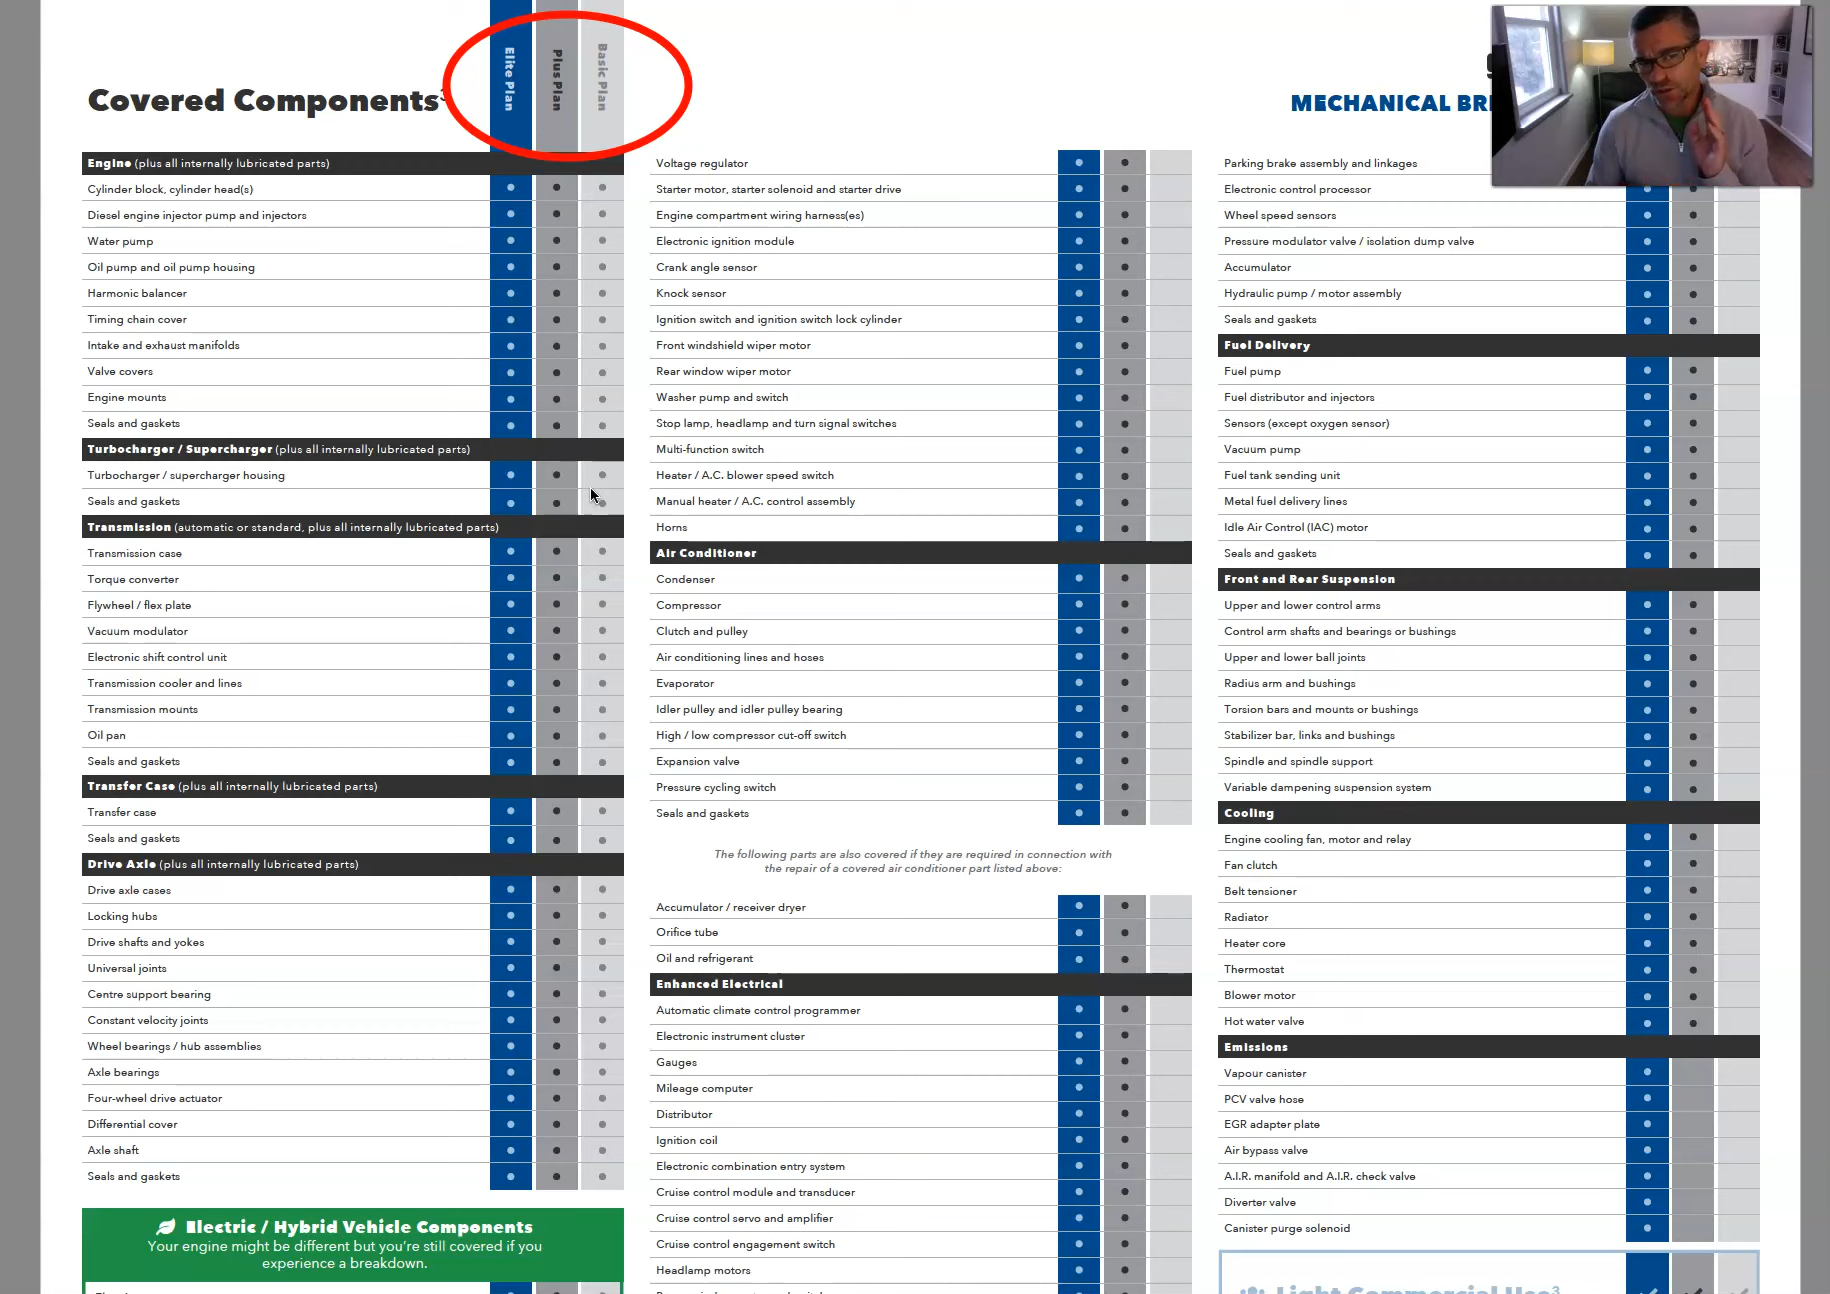 Elite Plan
Plus Plan
Basic Plan
Covered Components³
MECHANICAL
Engine (plus all internally lubricated parts)
Cylinder block, cylinder head(s)
Diesel engine injector pump and injectors
Water pump
Oil pump and oil pump housing
Harmonic balancer
Timing chain cover
Intake and exhaust manifolds
Valve covers
Engine mounts
Seals and gaskets
Turbocharger / Supercharger (plus all internally lubricated parts)
Turbocharger / supercharger housing
Seals and gaskets
Transmission (automatic or standard, plus all internally lubricated parts)
Transmission case
Torque converter
Flywheel / flex plate
Vacuum modulator
Electronic shift control unit
Transmission cooler and lines
Transmission mounts
Oil pan
Seals and gaskets
Transfer Case (plus all internally lubricated parts)
Transfer case
Seals and gaskets
Drive Axle (plus all internally lubricated parts)
Drive axle cases
Locking hubs
Drive shafts and yokes
Universal joints
Centre support bearing
Constant velocity joints
Wheel bearings / hub assemblies
Axle bearings
Four-wheel drive actuator
Differential cover
Axle shaft
Seals and gaskets
Electric / Hybrid Vehicle Components
Your engine might be different but you're still covered if you
experience a breakdown.
Voltage regulator
Starter motor, starter solenoid and starter drive
Engine compartment wiring harness(es)
Electronic ignition module
Crank angle sensor
Knock sensor
Ignition switch and ignition switch lock cylinder
Front windshield wiper motor
Rear window wiper motor
Washer pump and switch
Stop lamp, headlamp and turn signal switches
Multi-function switch
Heater / A.C. blower speed switch
Manual heater / A.C. control assembly
Horns
Air Conditioner
Condenser
Compressor
Clutch and pulley
Air conditioning lines and hoses
Evaporator
Idler pulley and idler pulley bearing
High / low compressor cut-off switch
Expansion valve
Pressure cycling switch
Seals and gaskets
The following parts are also covered if they are required in connection with
the repair of a covered air conditioner part listed above:
Accumulator / receiver dryer
Orifice tube
Oil and refrigerant
Enhanced Electrical
Automatic climate control programmer
Electronic instrument cluster
Gauges
Mileage computer
Distributor
Ignition coil
Electronic combination entry system
Cruise control module and transducer
Cruise control servo and amplifier
Cruise control engagement switch
Headlamp motors
Parking brake assembly and linkages
Electronic control processor
Wheel speed sensors
Pressure modulator valve / isolation dump valve
Accumulator
Hydraulic pump / motor assembly
Seals and gaskets
Fuel Delivery
Fuel pump
Fuel distributor and injectors
Sensors (except oxygen sensor)
Vacuum pump
Fuel tank sending unit
Metal fuel delivery lines
Idle Air Control (IAC) motor
Seals and gaskets
Front and Rear Suspension
Upper and lower control arms
Control arm shafts and bearings or bushings
Upper and lower ball joints
Radius arm and bushings
Torsion bars and mounts or bushings
Stabilizer bar, links and bushings
Spindle and spindle support
Variable dampening suspension system
Cooling
Engine cooling fan, motor and relay
Fan clutch
Belt tensioner
Radiator
Heater core
Thermostat
Blower motor
Hot water valve
Emissions
Vapour canister
PCV valve hose
EGR adapter plate
Air bypass valve
A.I.R. manifold and A.I.R. check valve
Diverter valve
Canister purge solenoid
Light Commercial Use³